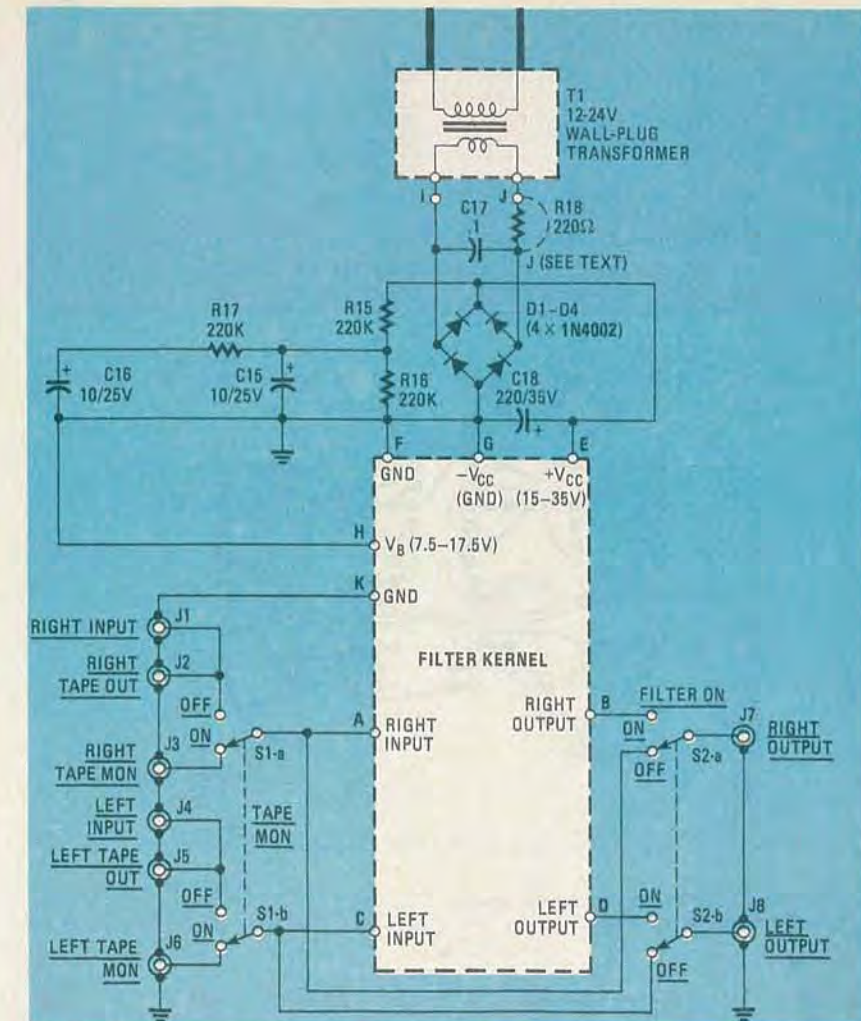 T1
12-24V
WALL-PLUG
TRANSFORMER
I
J
C17
1
R18
220Ω
J (SEE TEXT)
R17
220K
R15
220K
D1-D4
(4 × 1N4002)
C16
10/25V
+
C15
10/25V
+
R16
220K
C18
220/35V
+
F
G
E
GND
-VCC
(GND)
+VCC
(15-35V)
H
VB (7.5-17.5V)
K
GND
J1
RIGHT INPUT
J2
RIGHT
TAPE OUT
FILTER KERNEL
OFF
ON
J3
RIGHT
TAPE MON
S1-a
A
RIGHT
INPUT
RIGHT
OUTPUT
B
FILTER ON
ON
OFF
S2-a
J7
RIGHT
OUTPUT
J4
LEFT
INPUT
TAPE
MON
J5
LEFT TAPE
OUT
OFF
ON
J6
LEFT TAPE
MON
S1-b
C
LEFT
INPUT
LEFT
OUTPUT
D
ON
OFF
S2-b
J8
LEFT
OUTPUT